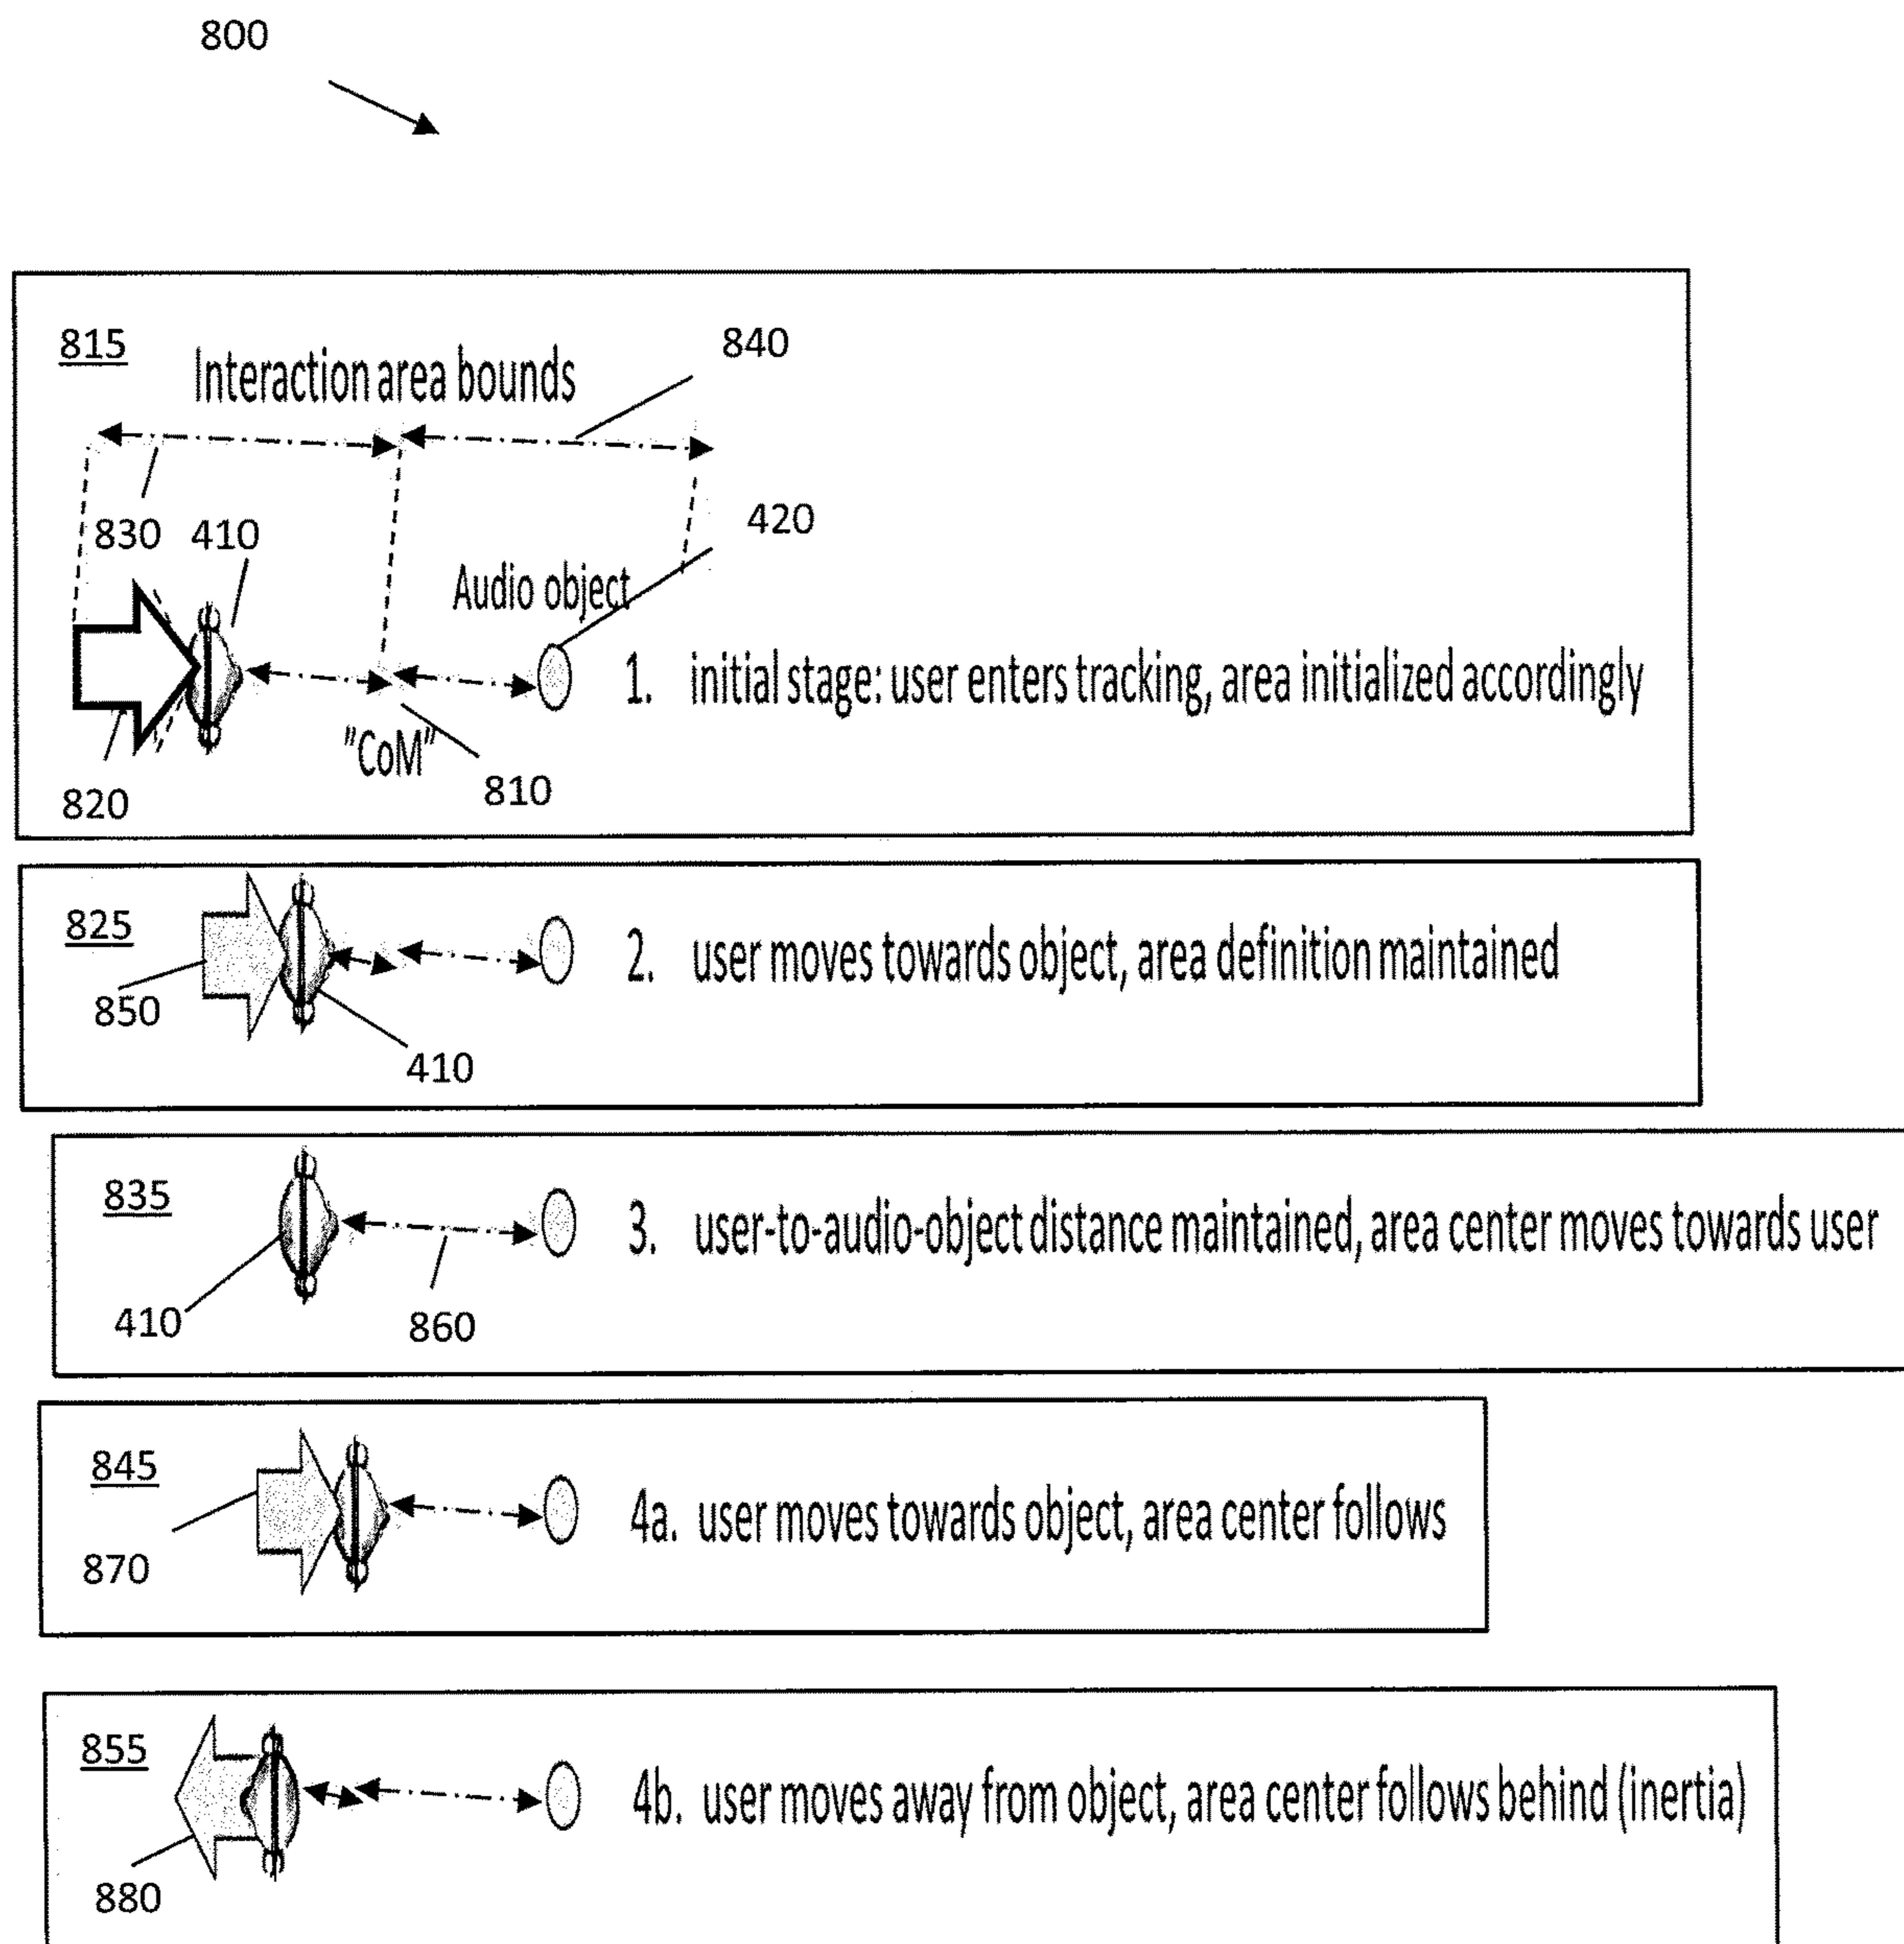 800
815
Interaction area bounds
840
830
410
420
Audio object
1. initial stage: user enters tracking, area initialized accordingly
"CoM"
810
820
825
2. user moves towards object, area definition maintained
850
410
835
3. user-to-audio-object distance maintained, area center moves towards user
410
860
845
4a. user moves towards object, area center follows
870
855
4b. user moves away from object, area center follows behind (inertia)
880